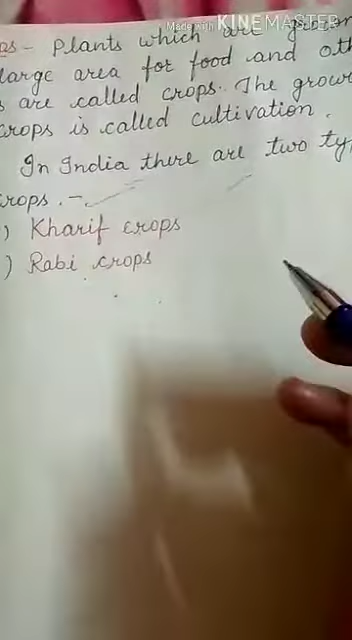 Made with KINEMASTER
ps - Plants which are grown
large area for food and oth
s are called crops. The grow
crops is called cultivation.
In India there are two ty
crops. -
) Kharif crops
) Rabi crops